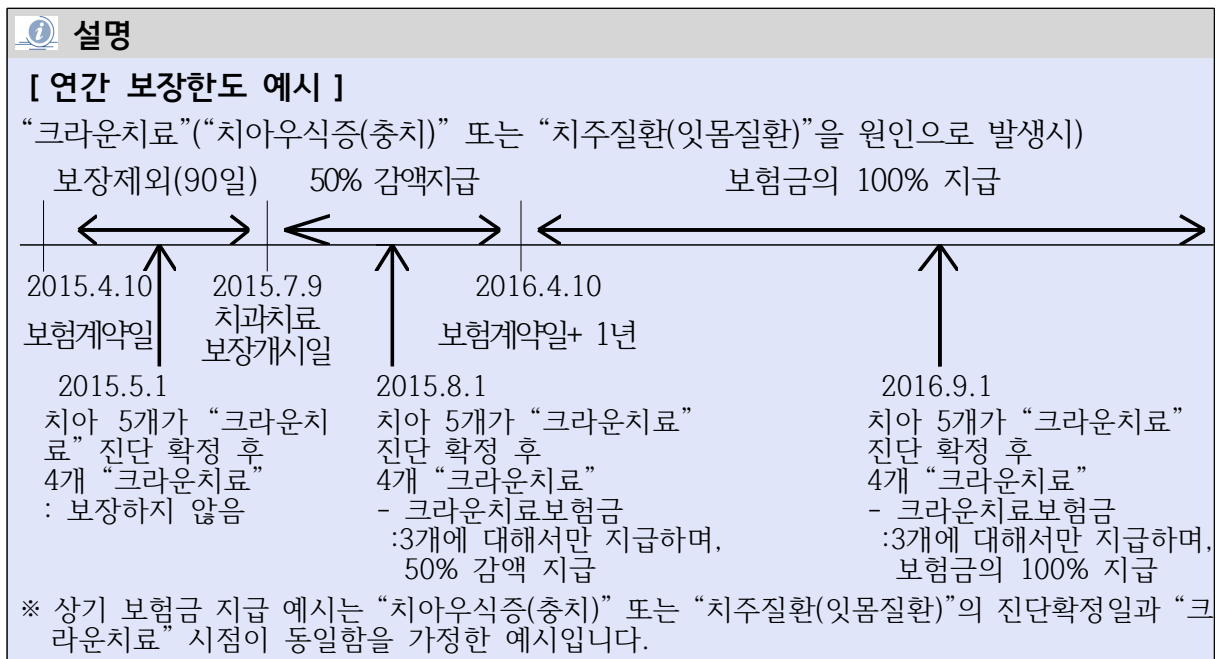 설명
[ 연간 보장한도 예시 ]
“크라운치료”(“치아우식증(충치)” 또는 “치주질환(잇몸질환)”을 원인으로 발생시)
보장제외(90일) 50% 감액지급 보험금의 100% 지급
2015.4.10 2015.7.9 2016.4.10
보험계약일 치과치료 보험계약일+ 1년
보장개시일
2015.5.1
치아 5개가 “크라운치
료” 진단 확정 후
4개 “크라운치료”
: 보장하지 않음
2015.8.1
치아 5개가 “크라운치료”
진단 확정 후
4개 “크라운치료”
- 크라운치료보험금
:3개에 대해서만 지급하며,
50% 감액 지급
2016.9.1
치아 5개가 “크라운치료”
진단 확정 후
4개 “크라운치료”
- 크라운치료보험금
:3개에 대해서만 지급하며,
보험금의 100% 지급
※ 상기 보험금 지급 예시는 “치아우식증(충치)” 또는 “치주질환(잇몸질환)”의 진단확정일과 “크
라운치료” 시점이 동일함을 가정한 예시입니다.